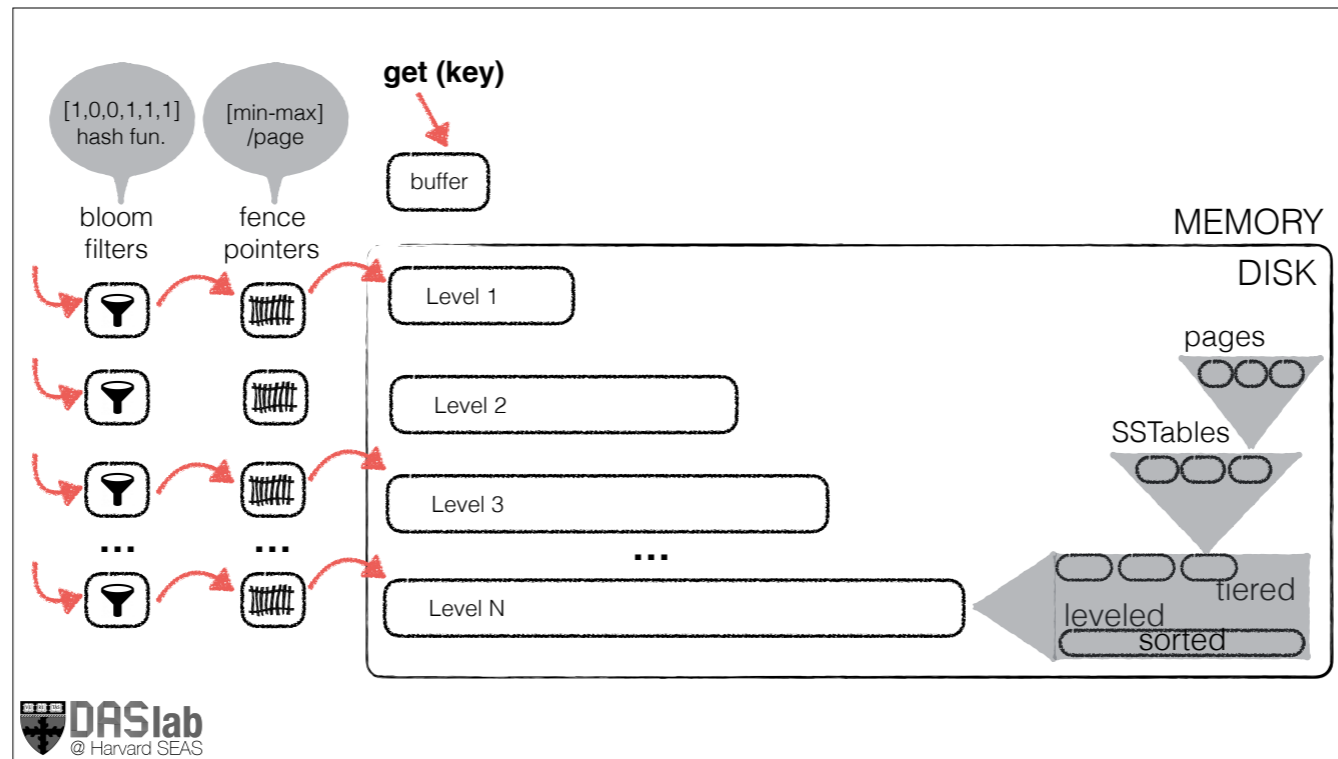 get (key)
[1,0,0,1,1,1]
hash fun.
[min-max]
/page
buffer
bloom
filters
fence
pointers
MEMORY
DISK
Level 1
pages
Level 2
SSTables
Level 3
...
...
...
Level N
tiered
leveled
sorted
DASlab
@ Harvard SEAS